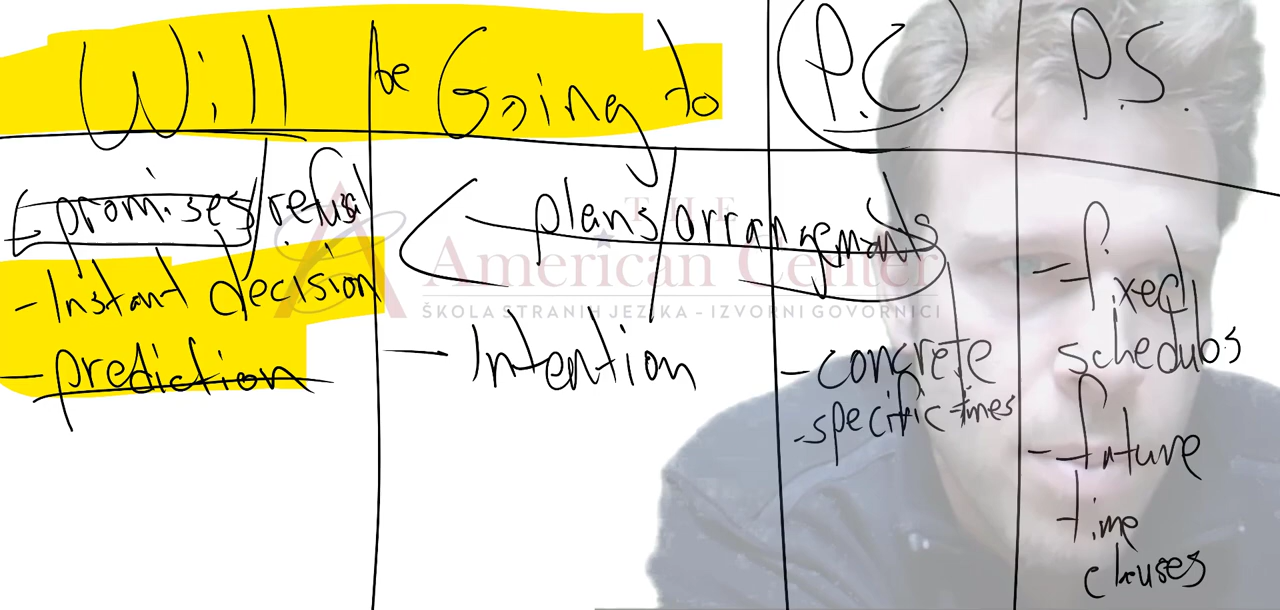 Will
be Going to
P.C.
P.S.
promises/refusal
- Instant decision
- prediction
plans/arrangements
- Intention
- concrete
- specific times
- fixed
schedules
- future
time
clauses
THE
American Center
ŠKOLA STRANIH JEZIKA - IZVORNI GOVORNICI